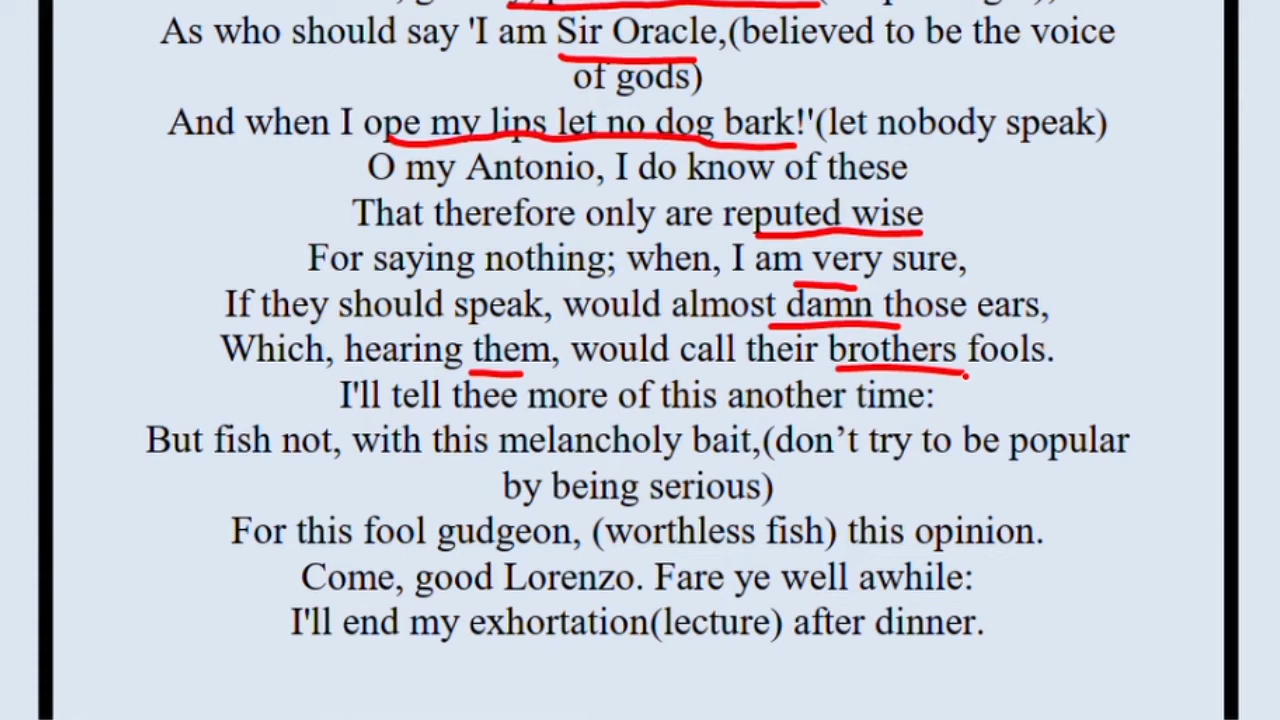 As who should say 'I am Sir Oracle,(believed to be the voice
of gods)
And when I ope my lips let no dog bark!'(let nobody speak)
O my Antonio, I do know of these
That therefore only are reputed wise
For saying nothing; when, I am very sure,
If they should speak, would almost damn those ears,
Which, hearing them, would call their brothers fools.
I'll tell thee more of this another time:
But fish not, with this melancholy bait,(don’t try to be popular
by being serious)
For this fool gudgeon, (worthless fish) this opinion.
Come, good Lorenzo. Fare ye well awhile:
I'll end my exhortation(lecture) after dinner.